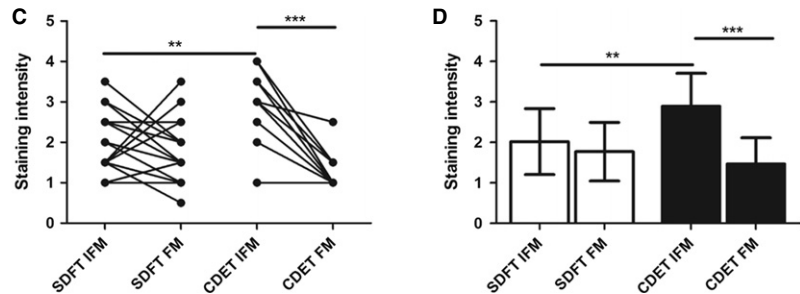 C
***
**
Staining intensity
5
4
3
2
1
0
SDFT IFM
SDFT FM
CDET IFM
CDET FM
D
***
**
Staining intensity
5
4
3
2
1
0
SDFT IFM
SDFT FM
CDET IFM
CDET FM